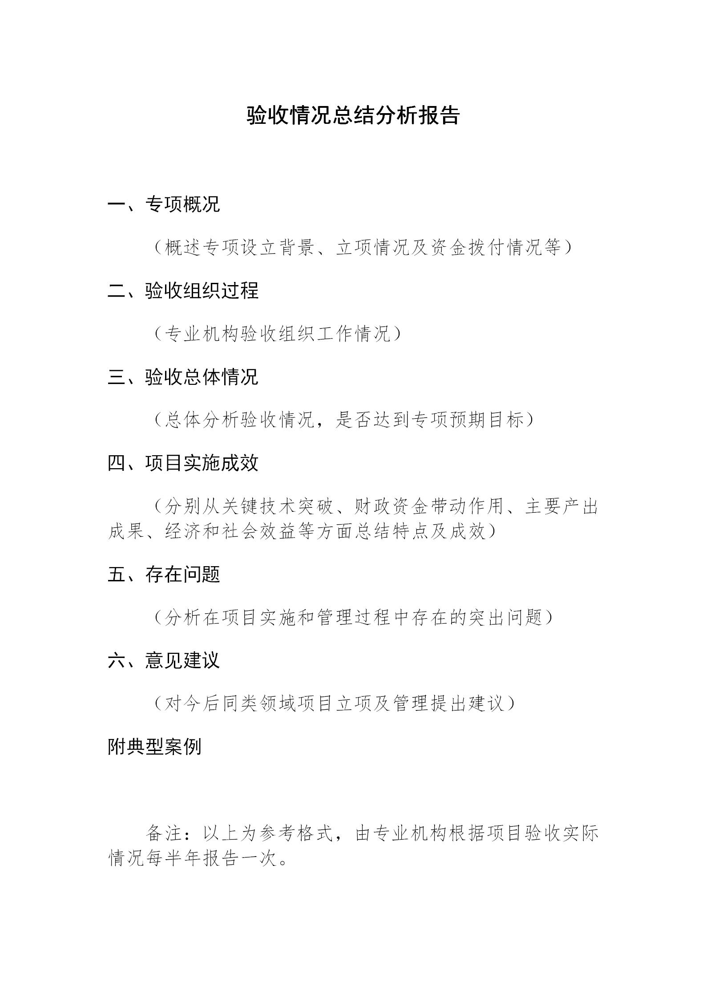 验收情况总结分析报告
一、专项概况
（概述专项设立背景、立项情况及资金拨付情况等）
二、验收组织过程
（专业机构验收组织工作情况）
三、验收总体情况
（总体分析验收情况，是否达到专项预期目标）
四、项目实施成效
（分别从关键技术突破、财政资金带动作用、主要产出
成果、经济和社会效益等方面总结特点及成效）
五、存在问题
（分析在项目实施和管理过程中存在的突出问题）
六、意见建议
（对今后同类领域项目立项及管理提出建议）
附典型案例
备注：以上为参考格式，由专业机构根据项目验收实际
情况每半年报告一次。